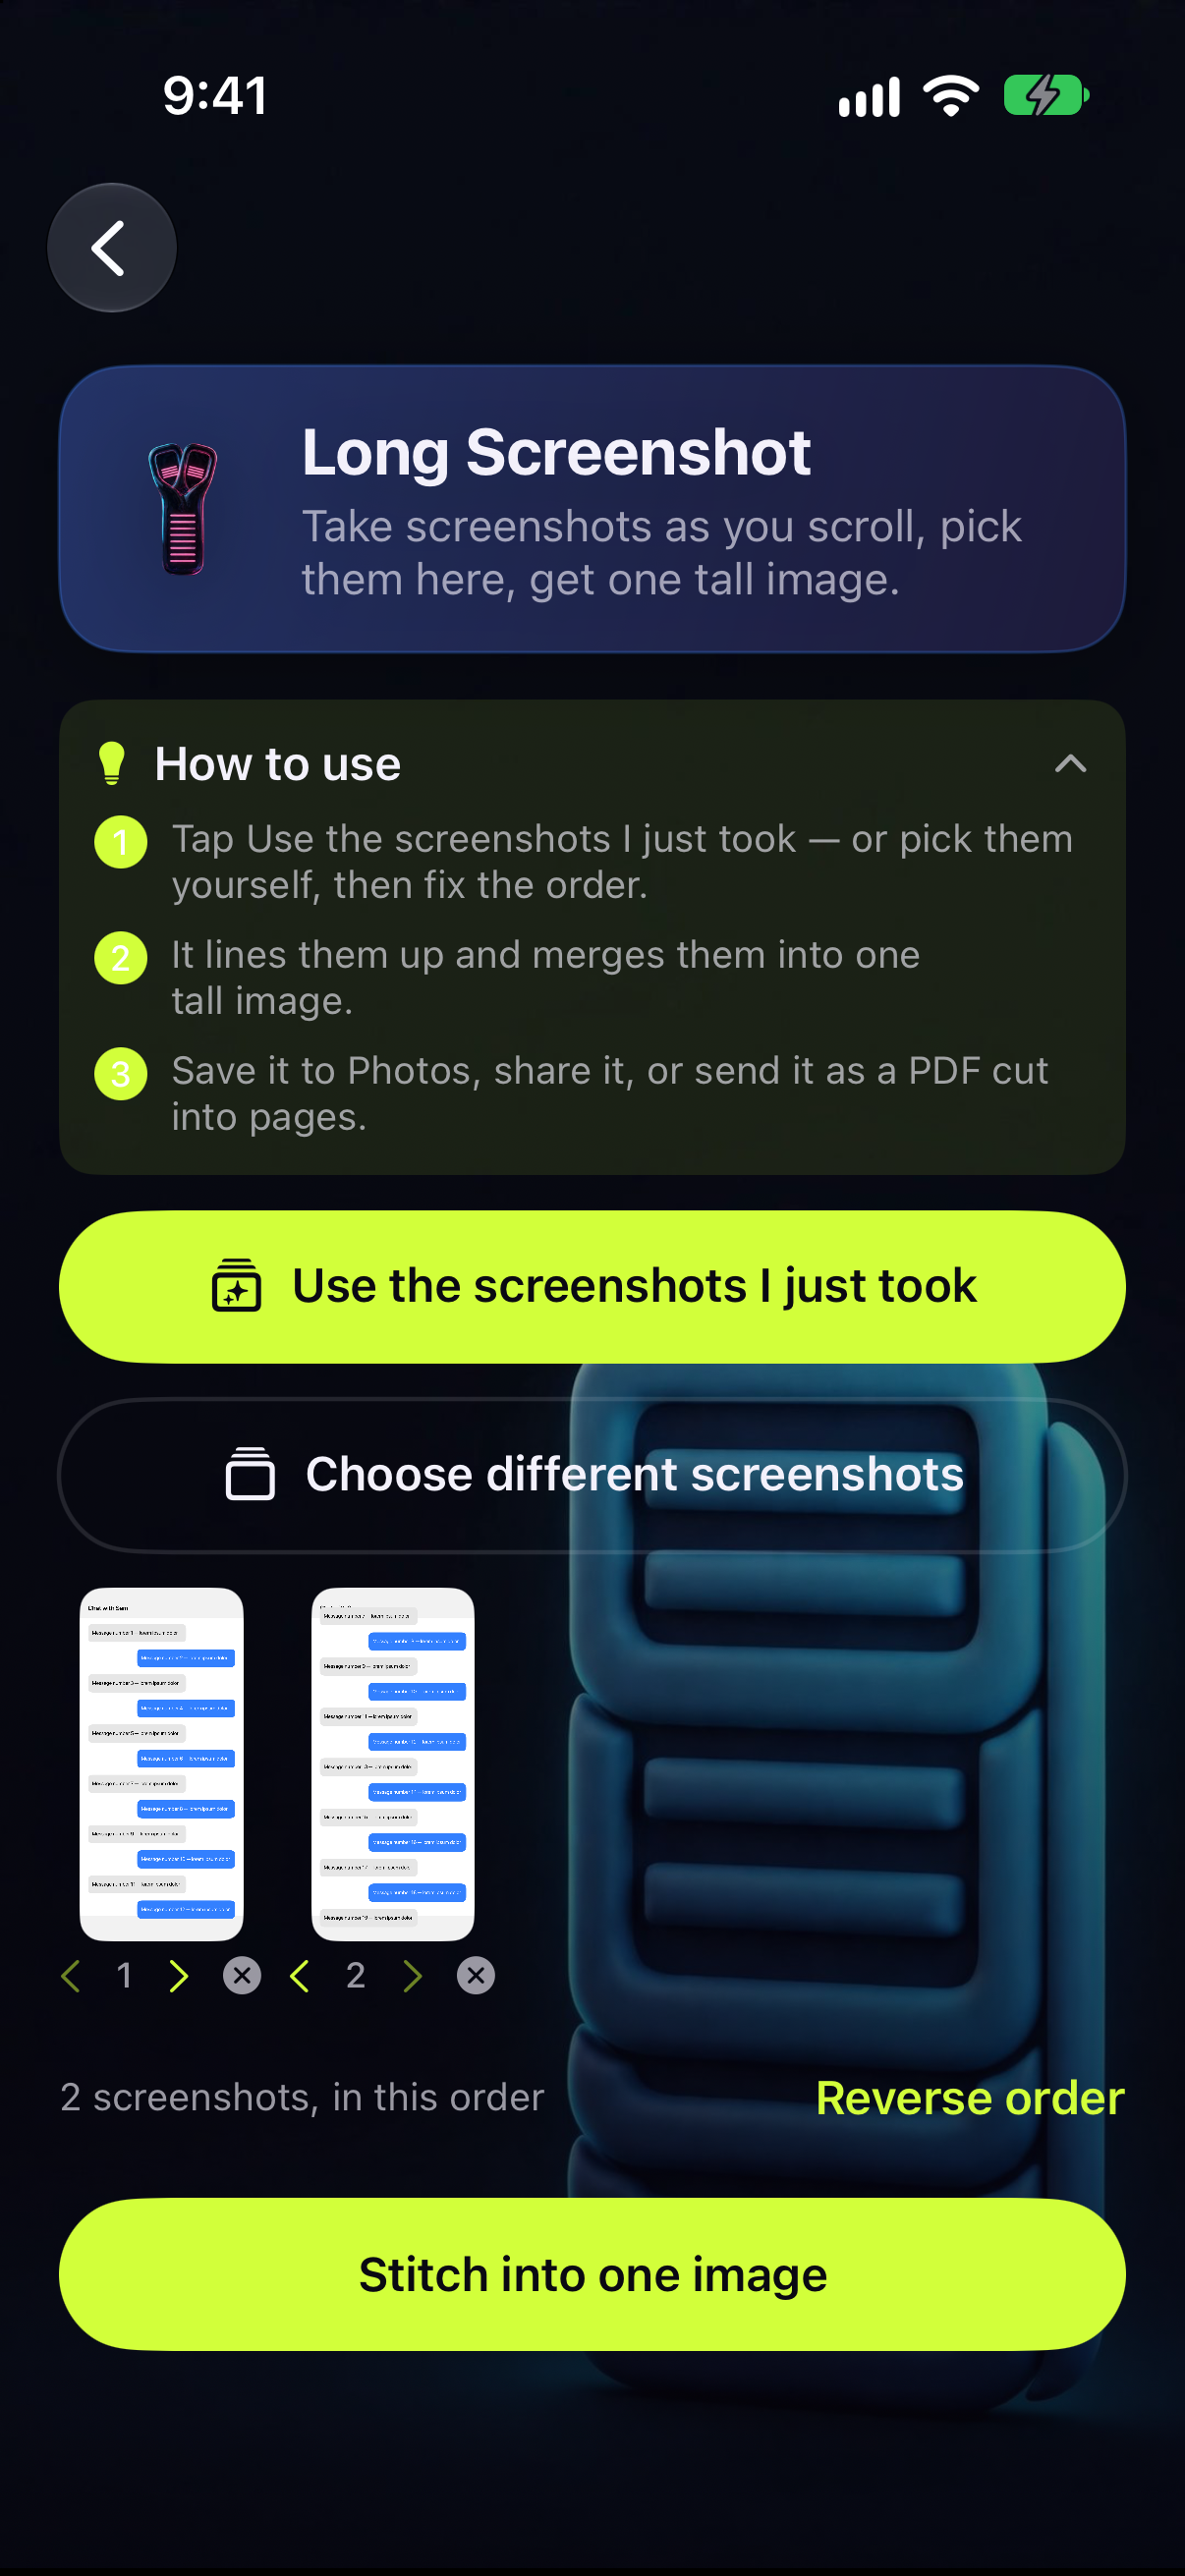 9:41
Long Screenshot
Take screenshots as you scroll, pick
them here, get one tall image.
How to use
1 Tap Use the screenshots I just took — or pick them
yourself, then fix the order.
2 It lines them up and merges them into one
tall image.
3 Save it to Photos, share it, or send it as a PDF cut
into pages.
Use the screenshots I just took
Choose different screenshots
Chat with Sam
1
2
2 screenshots, in this order
Reverse order
Stitch into one image